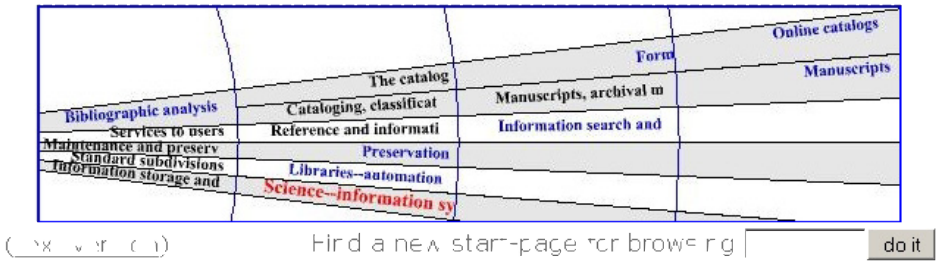 Online catalogs
Form
The catalog
Manuscripts
Bibliographic analysis
Cataloging, classificat
Manuscripts, archival m
Services to users
Reference and informati
Information search and
Maintenance and preserv
Preservation
Standard subdivisions
Libraries--automation
Information storage and
Science--information sy
Find a new start-page for browsing do it